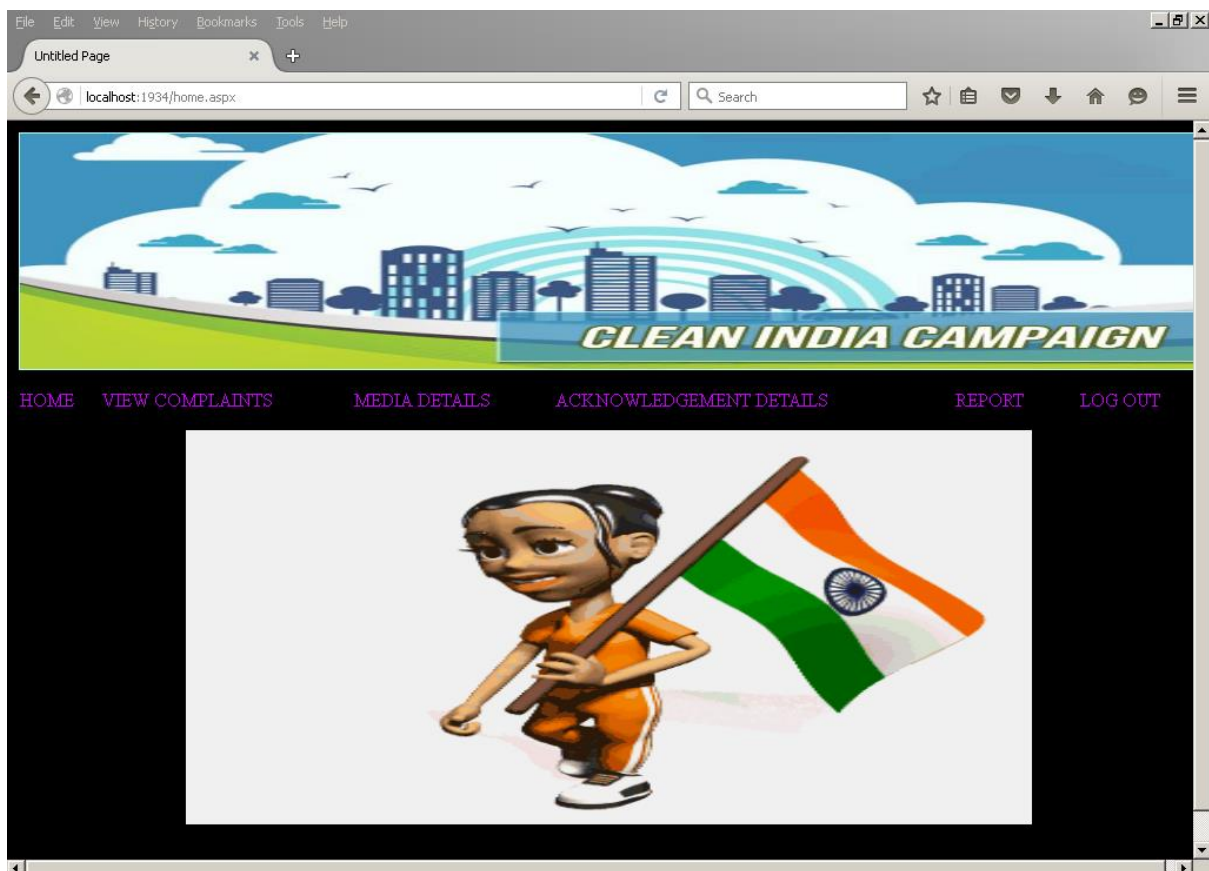 File Edit View History Bookmarks Tools Help
Untitled Page
localhost:1934/home.aspx
Search
CLEAN INDIA CAMPAIGN
HOME VIEW COMPLAINTS MEDIA DETAILS ACKNOWLEDGEMENT DETAILS REPORT LOG OUT